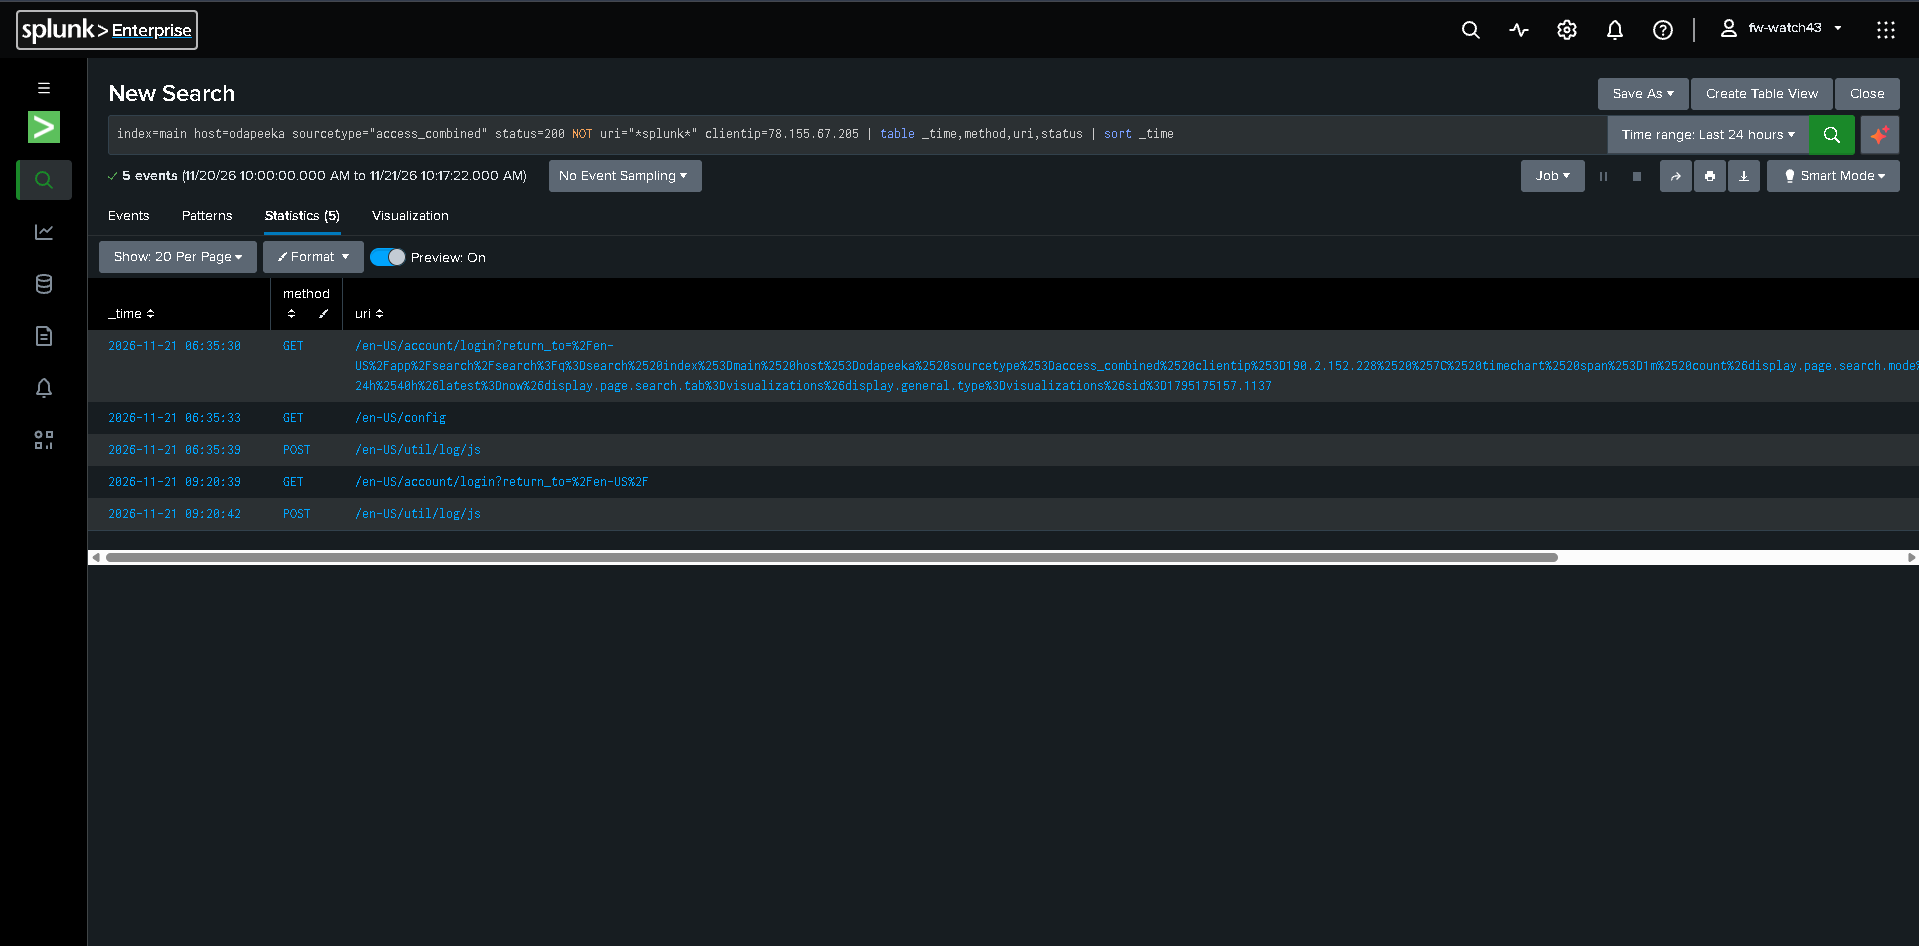 splunk> Enterprise
fw-watch43
New Search
Save As
Create Table View
Close
index=main host=odapeeka sourcetype="access_combined" status=200 NOT uri="*splunk*" clientip=78.155.67.205 | table _time,method,uri,status | sort _time
Time range: Last 24 hours
5 events (11/20/26 10:00:00.000 AM to 11/21/26 10:17:22.000 AM)
No Event Sampling
Job
Smart Mode
Events
Patterns
Statistics (5)
Visualization
Show: 20 Per Page
Format
Preview: On
_time
method
uri
2026-11-21 06:35:30
GET
/en-US/account/login?return_to=%2Fen-
US%2Fapp%2Fsearch%2Fsearch%3Fq%3Dsearch%2520index%253Dmain%2520host%253Dodapeeka%2520sourcetype%253Daccess_combined%2520clientip%253D190.2.152.228%2520%257C%2520timechart%2520span%253D1m%2520count%26display.page.search.mode%
24h%2540h%26latest%3Dnow%26display.page.search.tab%3Dvisualizations%26display.general.type%3Dvisualizations%26sid%3D1795175157.1137
2026-11-21 06:35:33
GET
/en-US/config
2026-11-21 06:35:39
POST
/en-US/util/log/js
2026-11-21 09:20:39
GET
/en-US/account/login?return_to=%2Fen-US%2F
2026-11-21 09:20:42
POST
/en-US/util/log/js